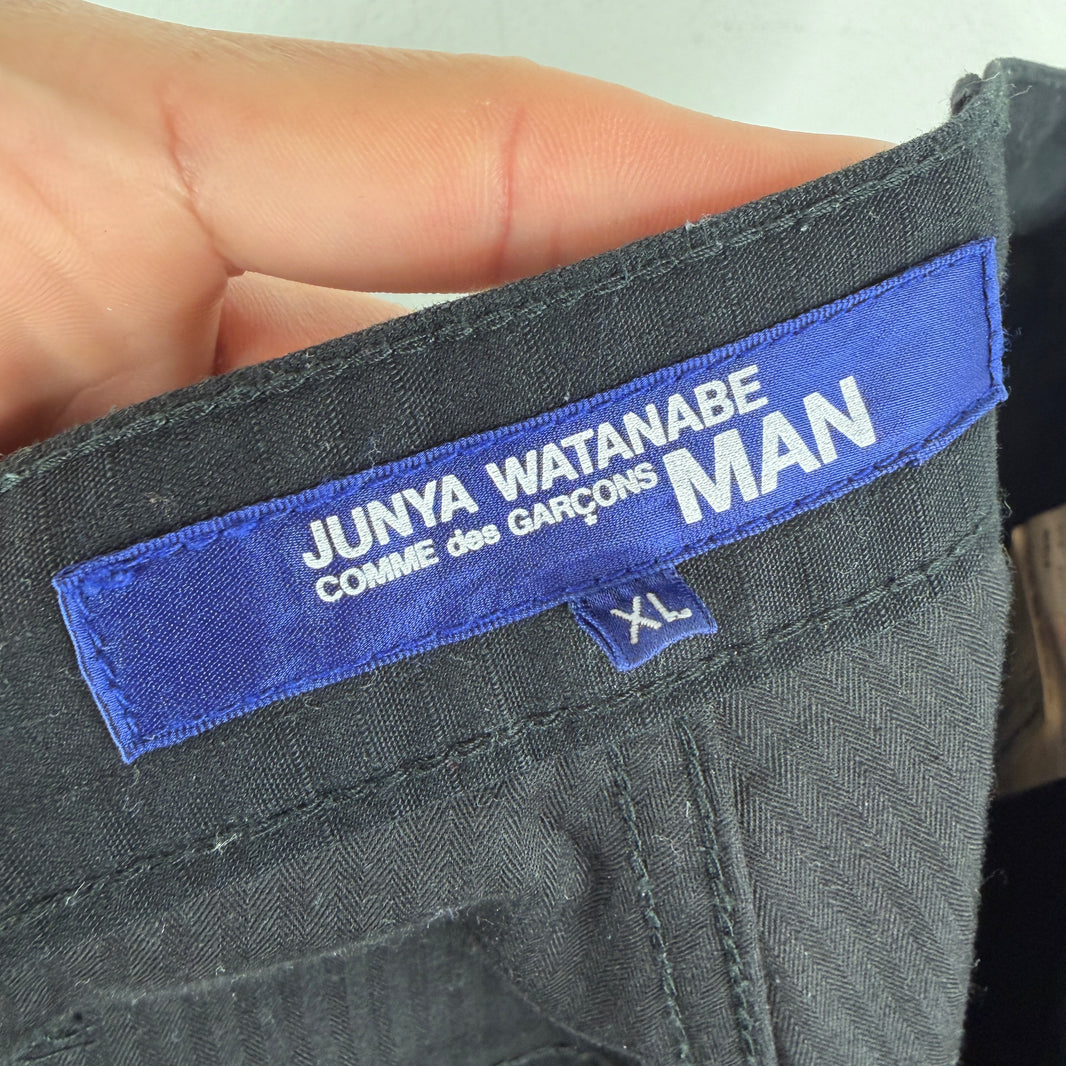 JUNYA WATANABE
COMME des GARÇONS MAN
XL